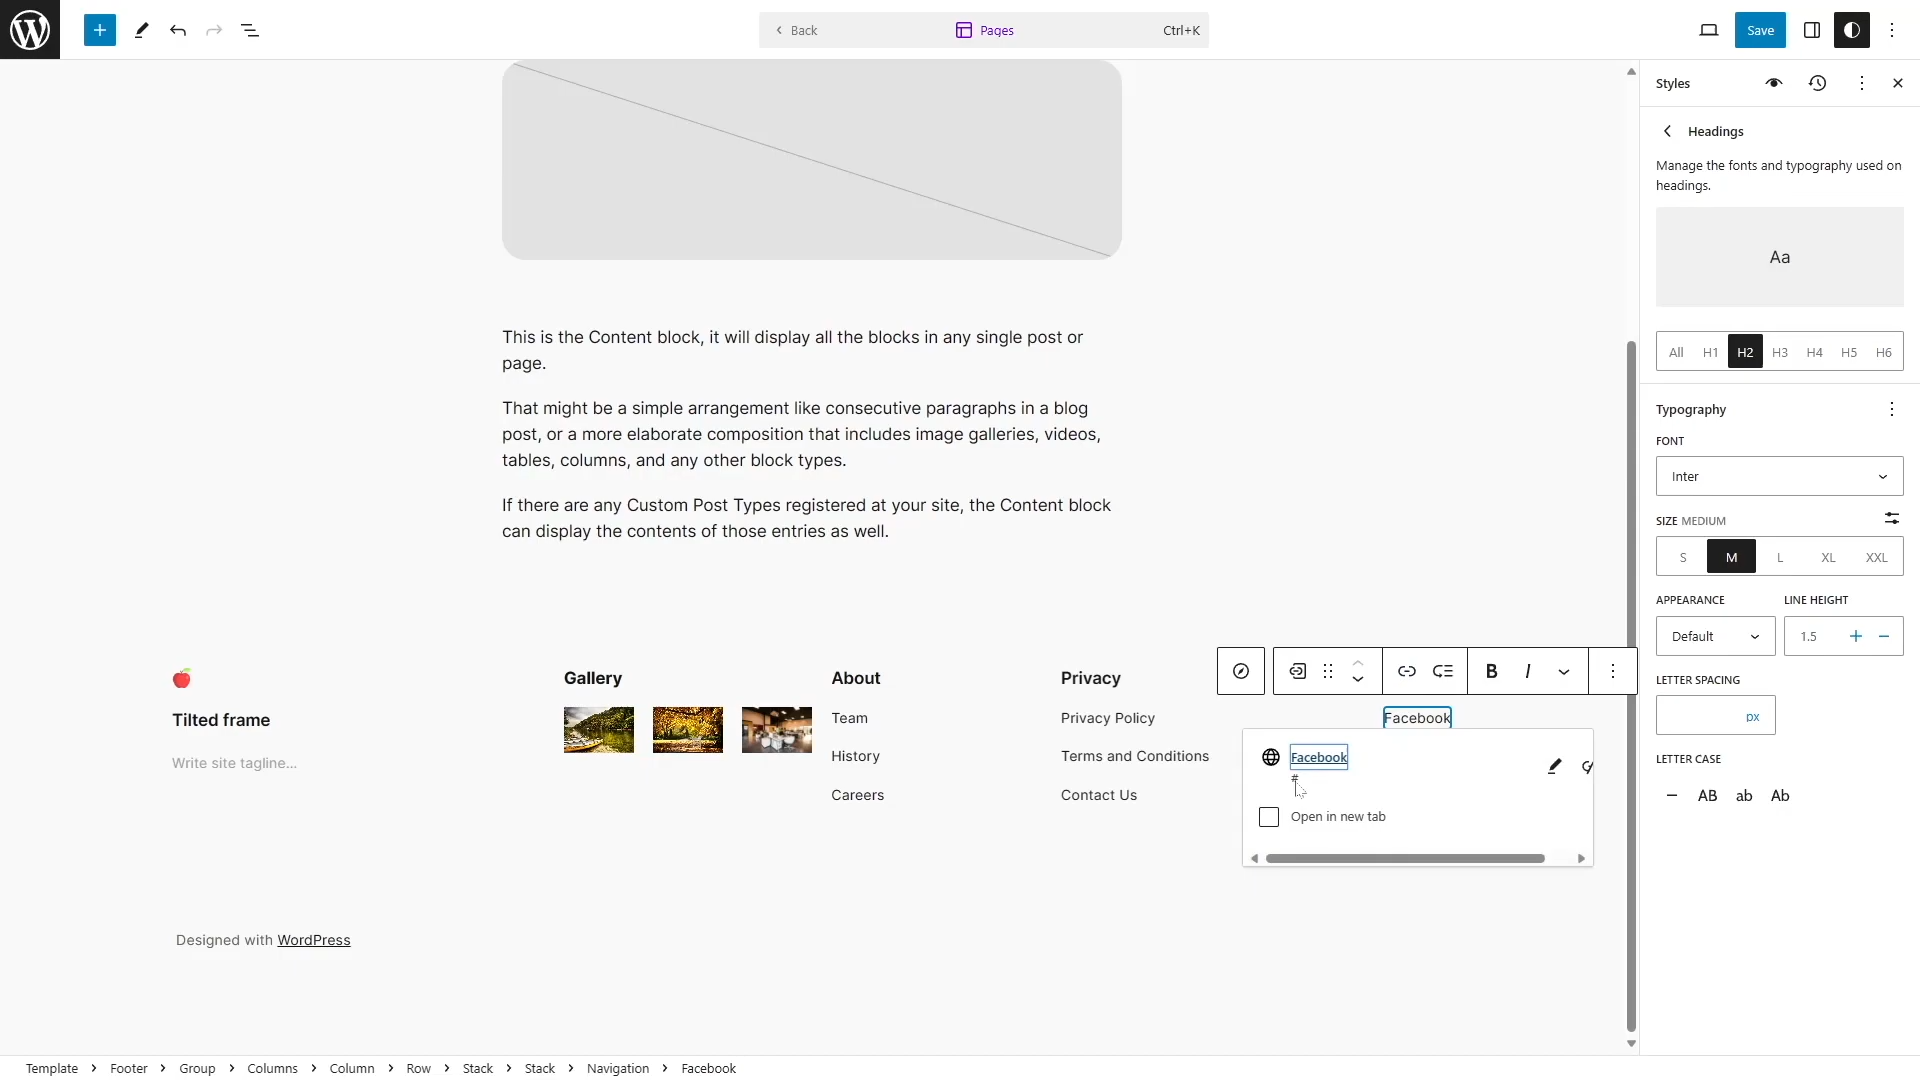 Back
Pages
Ctrl+K
Save
Styles
Headings
Manage the fonts and typography used on
headings.
Aa
All H1 H2 H3 H4 H5 H6
Typography
FONT
Inter
SIZE MEDIUM
S M L XL XXL
APPEARANCE LINE HEIGHT
Default 1.5
LETTER SPACING
px
LETTER CASE
AB ab Ab
This is the Content block, it will display all the blocks in any single post or
page.
That might be a simple arrangement like consecutive paragraphs in a blog
post, or a more elaborate composition that includes image galleries, videos,
tables, columns, and any other block types.
If there are any Custom Post Types registered at your site, the Content block
can display the contents of those entries as well.
Tilted frame
Write site tagline...
Gallery
About
Team
History
Careers
Privacy
Privacy Policy
Terms and Conditions
Contact Us
B I
Facebook
Facebook
#
Open in new tab
Designed with WordPress
Template > Footer > Group > Columns > Column > Row > Stack > Stack > Navigation > Facebook